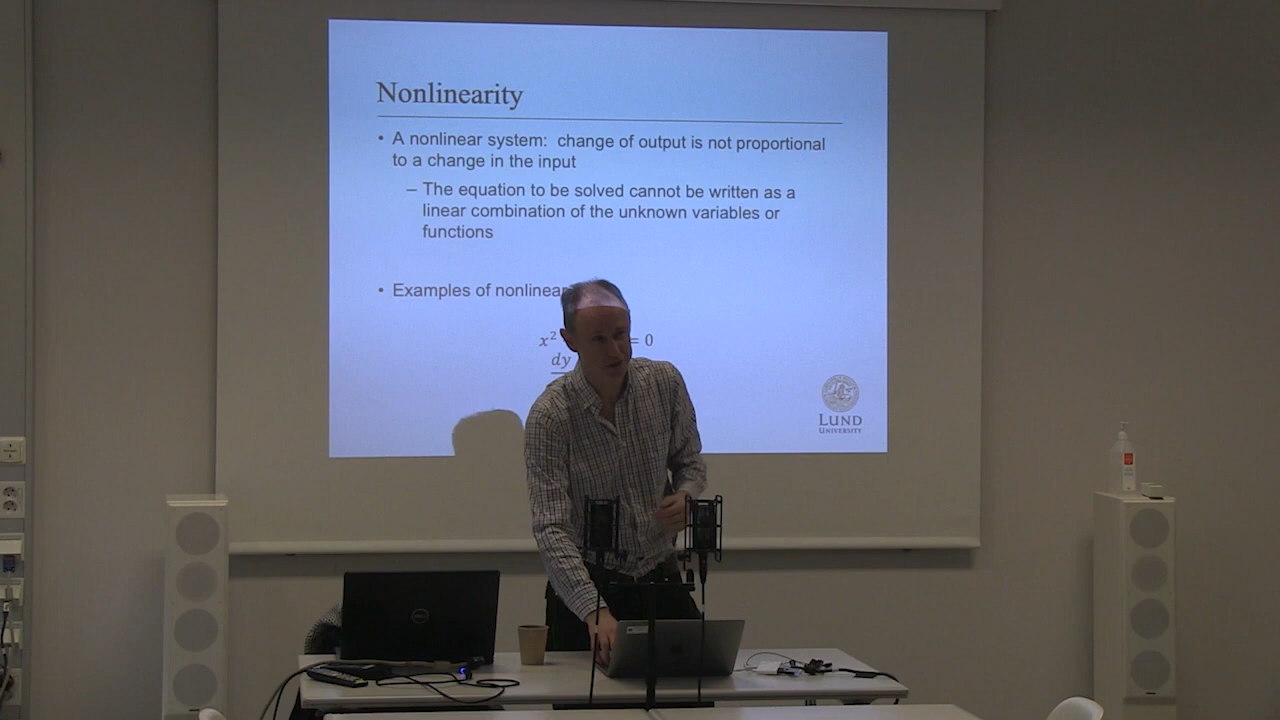 Nonlinearity
• A nonlinear system: change of output is not proportional
to a change in the input
– The equation to be solved cannot be written as a
linear combination of the unknown variables or
functions
• Examples of nonlinear
x² = 0
dy
LUND
UNIVERSITY
DELL